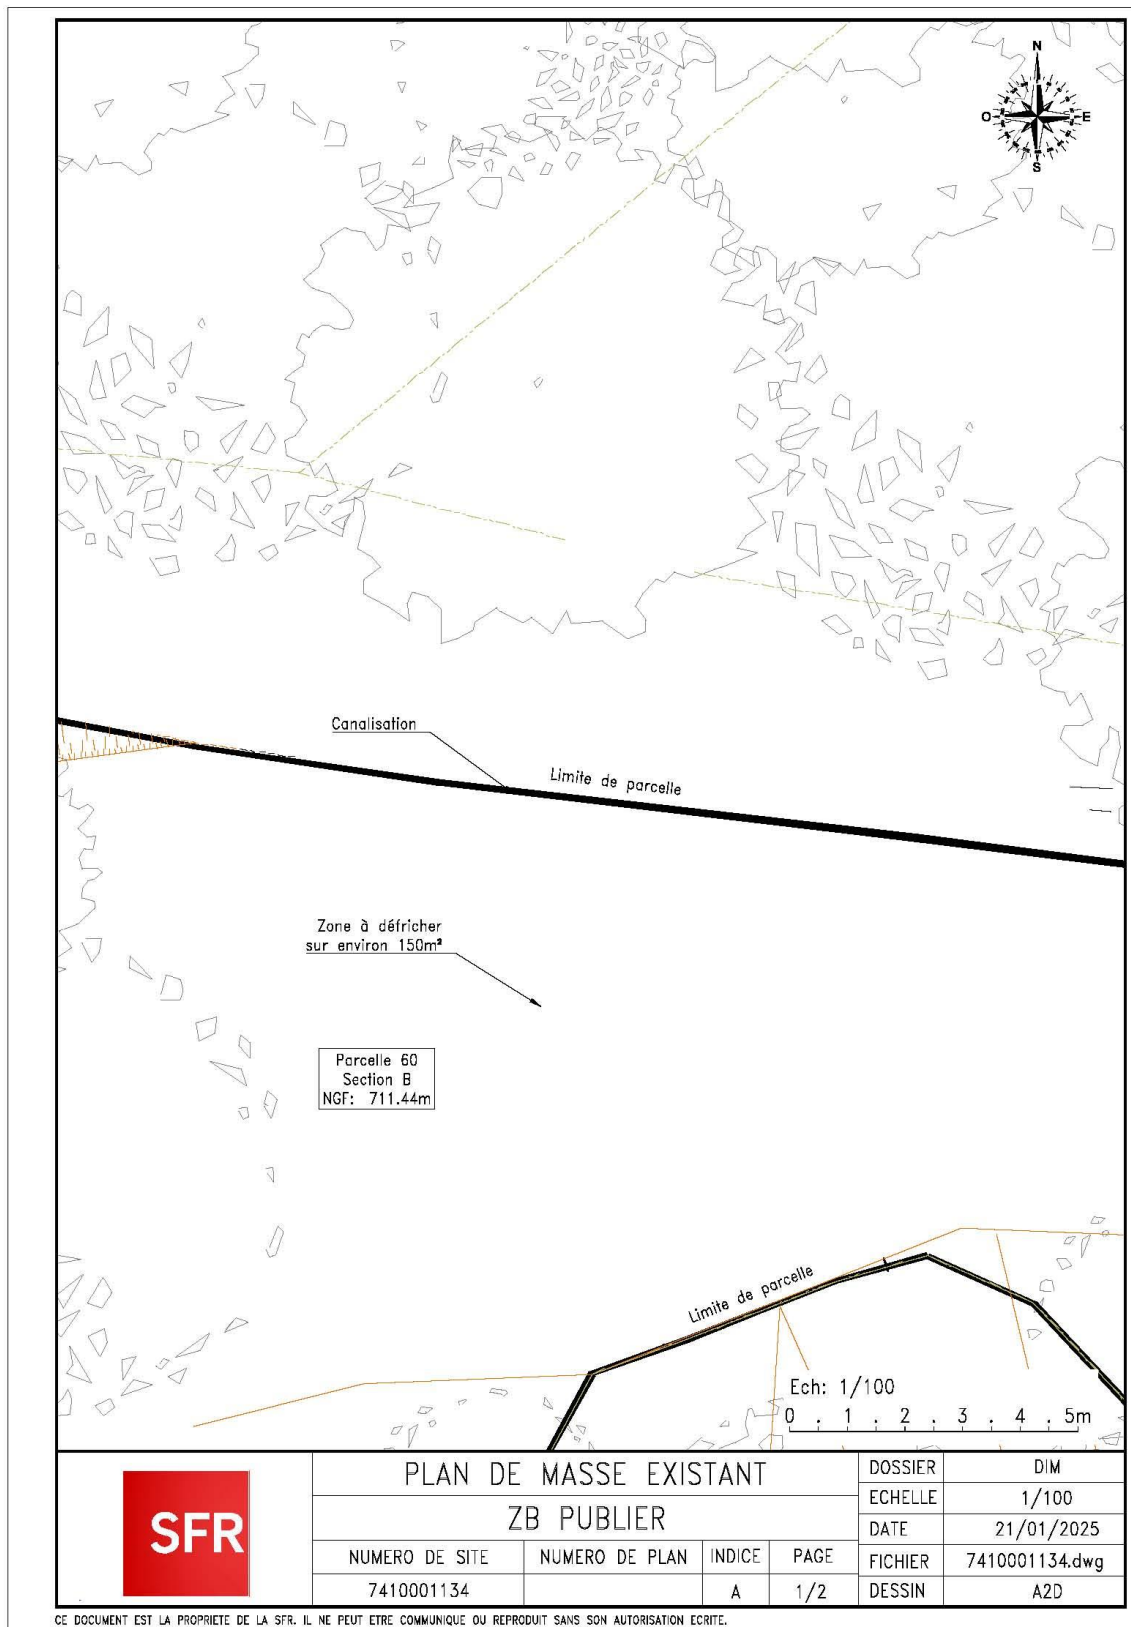 N
O E
S
Canalisation
Limite de parcelle
Zone à défricher
sur environ 150m²
Parcelle 60
Section B
NGF: 711.44m
Limite de parcelle
Ech: 1/100
0 . 1 . 2 . 3 . 4 . 5m
SFR
PLAN DE MASSE EXISTANT
ZB PUBLIER
NUMERO DE SITE NUMERO DE PLAN INDICE PAGE
7410001134 A 1/2
DOSSIER DIM
ECHELLE 1/100
DATE 21/01/2025
FICHIER 7410001134.dwg
DESSIN A2D
CE DOCUMENT EST LA PROPRIETE DE LA SFR. IL NE PEUT ETRE COMMUNIQUE OU REPRODUIT SANS SON AUTORISATION ECRITE.